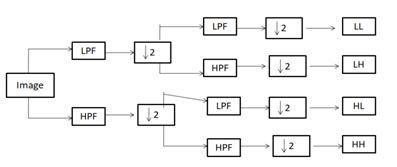 LPF ↓2 LL
LPF ↓2
HPF ↓2 LH
Image
LPF ↓2 HL
HPF ↓2
HPF ↓2 HH